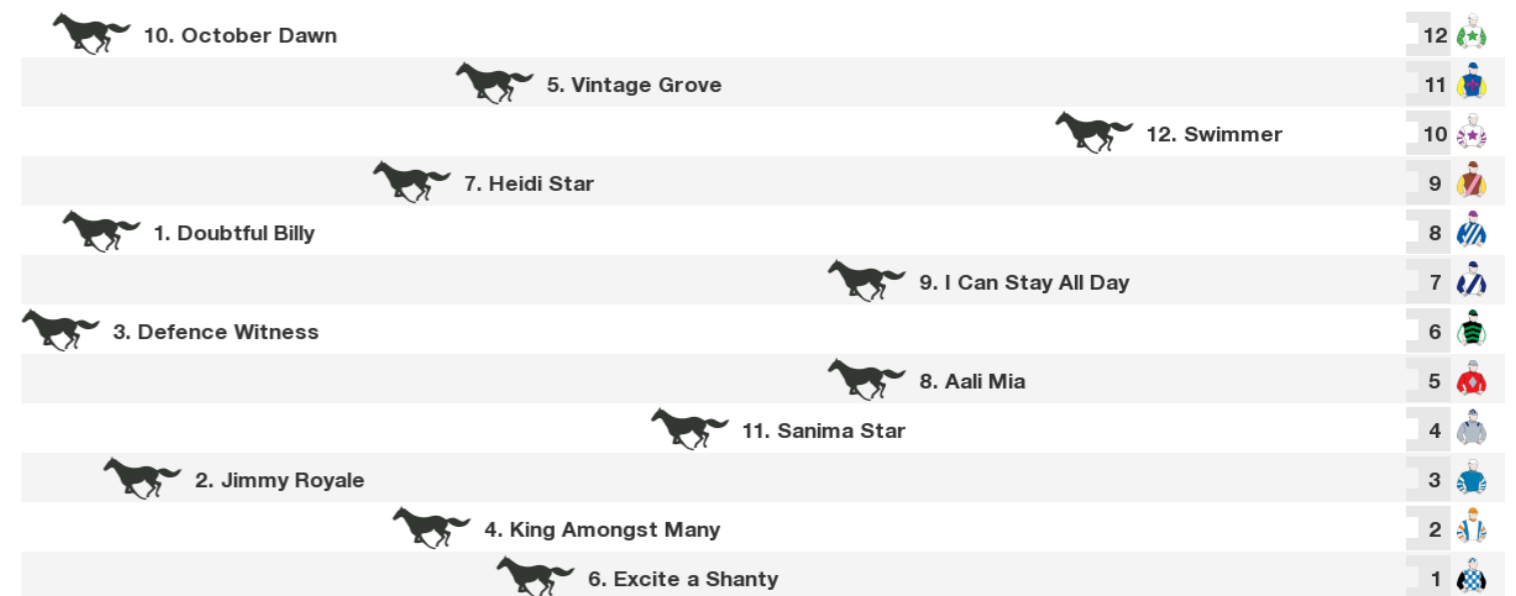 10. October Dawn 12
5. Vintage Grove 11
12. Swimmer 10
7. Heidi Star 9
1. Doubtful Billy 8
9. I Can Stay All Day 7
3. Defence Witness 6
8. Aali Mia 5
11. Sanima Star 4
2. Jimmy Royale 3
4. King Amongst Many 2
6. Excite a Shanty 1